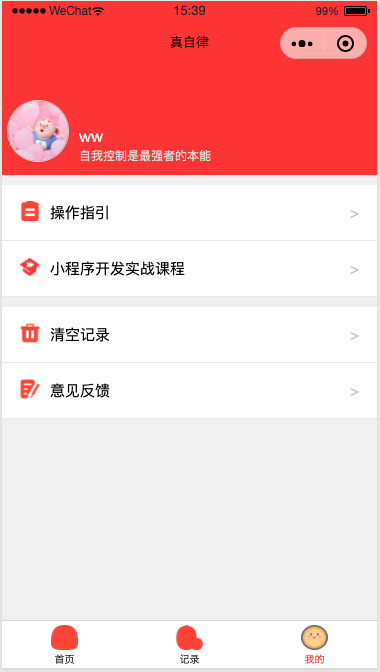 WeChat 15:39 99%
真自律
ww
自我控制是最强者的本能
操作指引 >
小程序开发实战课程 >
清空记录 >
意见反馈 >
首页 记录 我的